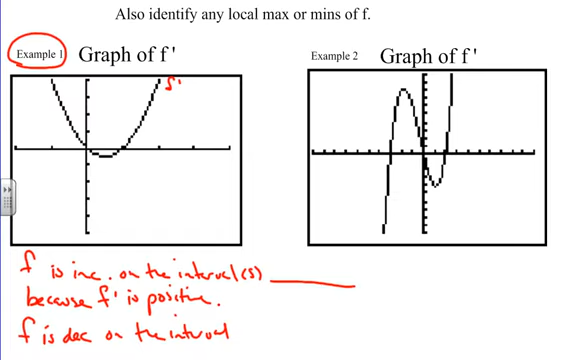 Also identify any local max or mins of f.
Example 1
Graph of f'
Example 2
Graph of f'
f'
f is inc. on the interval(s) ________
because f' is positive.
f is dec on the interval